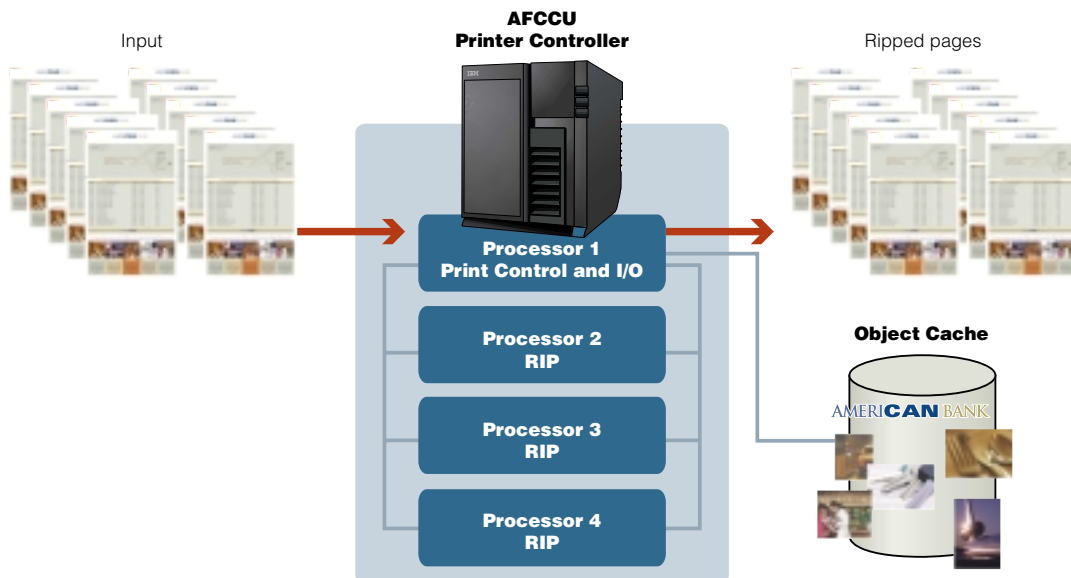 Input
AFCCU
Printer Controller
Ripped pages
IBM
Processor 1
Print Control and I/O
Processor 2
RIP
Processor 3
RIP
Processor 4
RIP
Object Cache
AMERICAN BANK